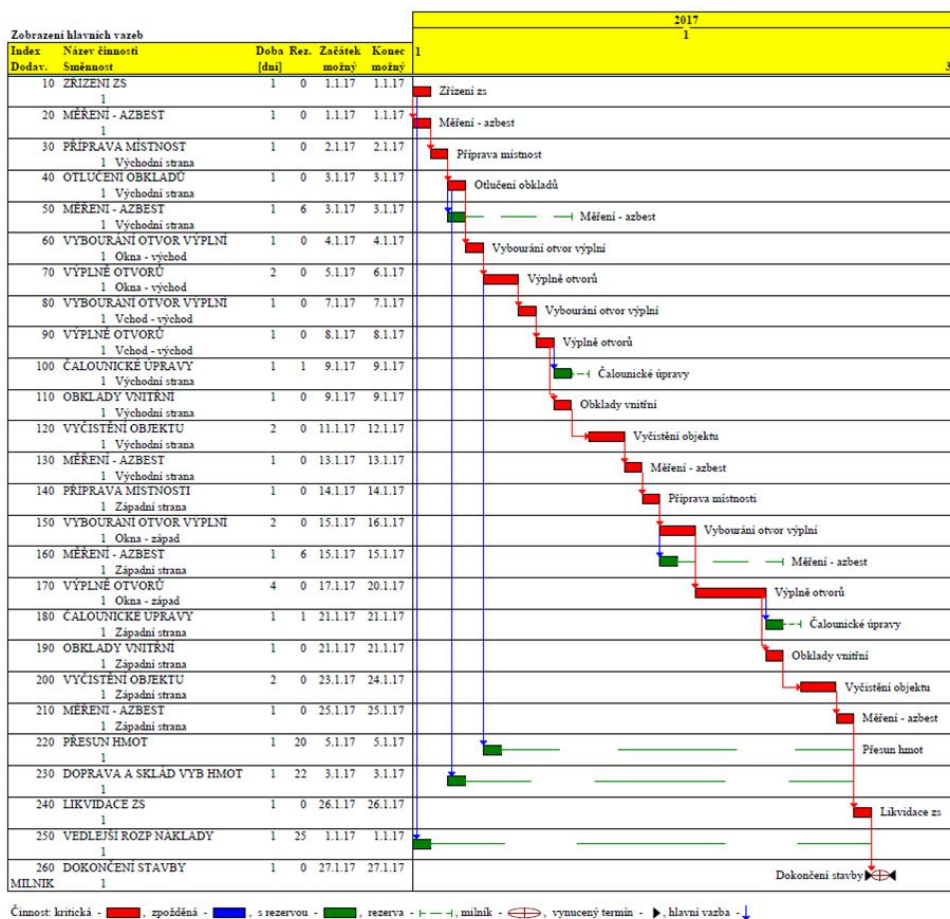 2017
Zobrazení hlavních vazeb
1
Index Název činnosti Doba Rez. Začátek Konec 1
Dodav. Směnnost [dní] možný možný 3
10 ZŘÍZENÍ ZS 1 0 1.1.17 1.1.17 Zřízení zs
1
20 MĚŘENÍ - AZBEST 1 0 1.1.17 1.1.17 Měření - azbest
1
30 PŘÍPRAVA MÍSTNOST 1 0 2.1.17 2.1.17 Příprava místnost
1 Východní strana
40 OTLUČENÍ OBKLADŮ 1 0 3.1.17 3.1.17 Otlučení obkladů
1 Východní strana
50 MĚŘENÍ - AZBEST 1 6 3.1.17 3.1.17 Měření - azbest
1 Východní strana
60 VYBOURÁNÍ OTVOR VÝPLNÍ 1 0 4.1.17 4.1.17 Vybourání otvor výplní
1 Okna - východ
70 VÝPLNĚ OTVORŮ 2 0 5.1.17 6.1.17 Výplně otvorů
1 Okna - východ
80 VYBOURÁNÍ OTVOR VÝPLNÍ 1 0 7.1.17 7.1.17 Vybourání otvor výplní
1 Vchod - východ
90 VÝPLNĚ OTVORŮ 1 0 8.1.17 8.1.17 Výplně otvorů
1 Vchod - východ
100 ČALOUNICKÉ ÚPRAVY 1 1 9.1.17 9.1.17 Čalounické úpravy
1 Východní strana
110 OBKLADY VNITŘNÍ 1 0 9.1.17 9.1.17 Obklady vnitřní
1 Východní strana
120 VYČISTĚNÍ OBJEKTU 2 0 11.1.17 12.1.17 Vyčistění objektu
1 Východní strana
130 MĚŘENÍ - AZBEST 1 0 13.1.17 13.1.17 Měření - azbest
1 Východní strana
140 PŘÍPRAVA MÍSTNOSTI 1 0 14.1.17 14.1.17 Příprava místnosti
1 Západní strana
150 VYBOURÁNÍ OTVOR VÝPLNÍ 2 0 15.1.17 16.1.17 Vybourání otvor výplní
1 Okna - západ
160 MĚŘENÍ - AZBEST 1 6 15.1.17 15.1.17 Měření - azbest
1 Západní strana
170 VÝPLNĚ OTVORŮ 4 0 17.1.17 20.1.17 Výplně otvorů
1 Okna - západ
180 ČALOUNICKÉ ÚPRAVY 1 1 21.1.17 21.1.17 Čalounické úpravy
1 Západní strana
190 OBKLADY VNITŘNÍ 1 0 21.1.17 21.1.17 Obklady vnitřní
1 Západní strana
200 VYČISTĚNÍ OBJEKTU 2 0 23.1.17 24.1.17 Vyčistění objektu
1 Západní strana
210 MĚŘENÍ - AZBEST 1 0 25.1.17 25.1.17 Měření - azbest
1 Západní strana
220 PŘESUN HMOT 1 20 5.1.17 5.1.17 Přesun hmot
1
230 DOPRAVA A SKLÁD VYB HMOT 1 22 3.1.17 3.1.17
1
240 LIKVIDACE ZS 1 0 26.1.17 26.1.17 Likvidace zs
1
250 VEDLEJŠÍ ROZP NÁKLADY 1 25 1.1.17 1.1.17
1
260 DOKONČENÍ STAVBY 1 0 27.1.17 27.1.17 Dokončení stavby
MILNIK 1
Činnost: kritická - , zpožděná - , s rezervou - , rezerva - , milník - , vynucený termín - , hlavní vazba -